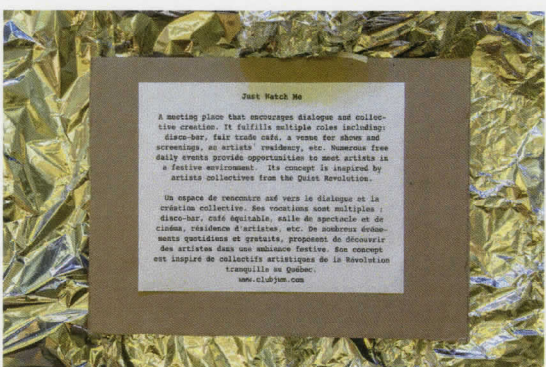 Just Watch Me
A meeting place that encourages dialogue and collec-
tive creation. It fulfills multiple roles including:
disco-bar, fair trade café, a venue for shows and
screenings, an artists' residency, etc. Numerous free
daily events provide opportunities to meet artists in
a festive environment. Its concept is inspired by
artists collectives from the Quiet Revolution.
Un espace de rencontre axé vers le dialogue et la
création collective. Ses vocations sont multiples :
disco-bar, café équitable, salle de spectacle et de
cinéma, résidence d'artistes, etc. De nombreux événe-
ments quotidiens et gratuits, proposent de découvrir
des artistes dans une ambiance festive. Son concept
est inspiré de collectifs artistiques de la Révolution
tranquille au Québec.
www.clubjwm.com